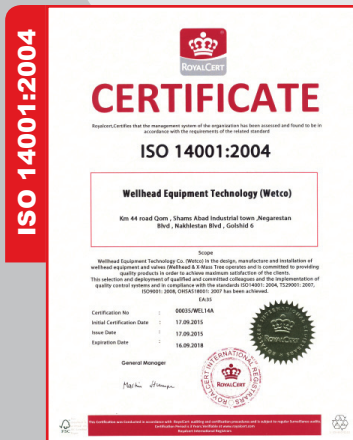 ISO 14001:2004
ROYALCERT
CERTIFICATE
Royalcert,Certifies that the management system of the organization has been assessed and found to be in
accordance with the requirements of the related standard
ISO 14001:2004
Wellhead Equipment Technology (Wetco)
Km 44 road Qom , Shams Abad Industrial town ,Negarestan
Blvd , Nakhlestan Blvd , Golshid 6
Scope
Wellhead Equipment Technology Co. (Wetco) in the design, manufacture and installation of
wellhead equipment and valves (Wellhead & X-Mass Tree operates and is committed to providing
quality products in order to achieve maximum satisfaction of the clients.
This selection and deployment of qualified and committed colleagues and the implementation of
quality control systems and in compliance with the standards ISO14001: 2004, TS29001: 2007,
ISO9001: 2008, OHSAS18001: 2007 has been achieved.
EA:35
Certification No : 00035/WEL14A
Initial Certification Date : 17.09.2015
Issue Date : 17.09.2015
Expiration Date : 16.09.2018
General Manager
INTERNATIONAL REGISTRARS
ROYALCERT
FSC